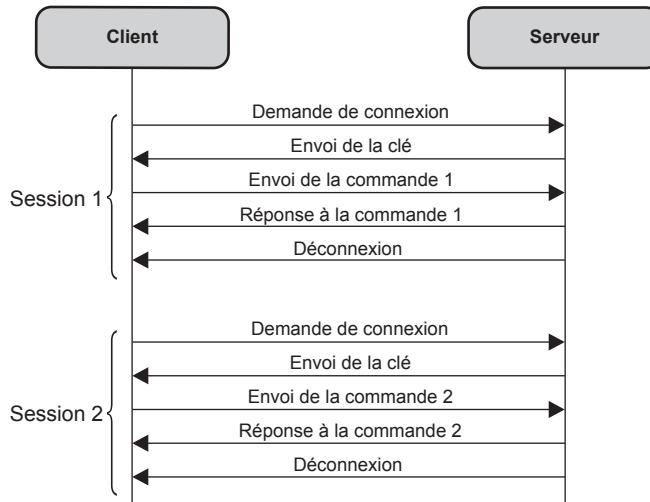 Client
Serveur
Demande de connexion
Envoi de la clé
Envoi de la commande 1
Session 1
Réponse à la commande 1
Déconnexion
Demande de connexion
Envoi de la clé
Envoi de la commande 2
Session 2
Réponse à la commande 2
Déconnexion